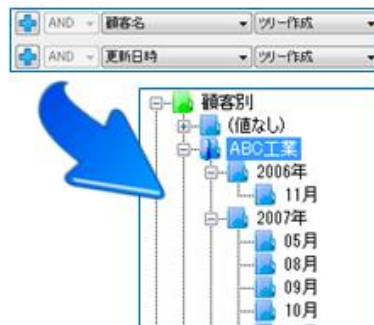 AND 顧客名 ツリー作成
AND 更新日時 ツリー作成
顧客別
(値なし)
ABC工業
2006年
11月
2007年
05月
08月
09月
10月